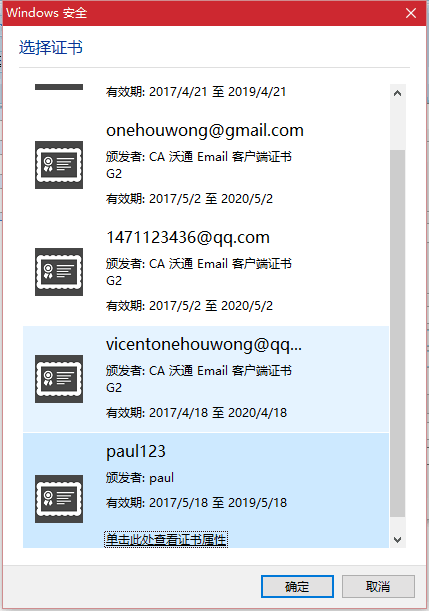 Windows 安全
选择证书
有效期: 2017/4/21 至 2019/4/21
onehouwong@gmail.com
颁发者: CA 沃通 Email 客户端证书
G2
有效期: 2017/5/2 至 2020/5/2
1471123436@qq.com
颁发者: CA 沃通 Email 客户端证书
G2
有效期: 2017/5/2 至 2020/5/2
vicentonehouwong@qq...
颁发者: CA 沃通 Email 客户端证书
G2
有效期: 2017/4/18 至 2020/4/18
paul123
颁发者: paul
有效期: 2017/5/18 至 2019/5/18
单击此处查看证书属性
确定
取消